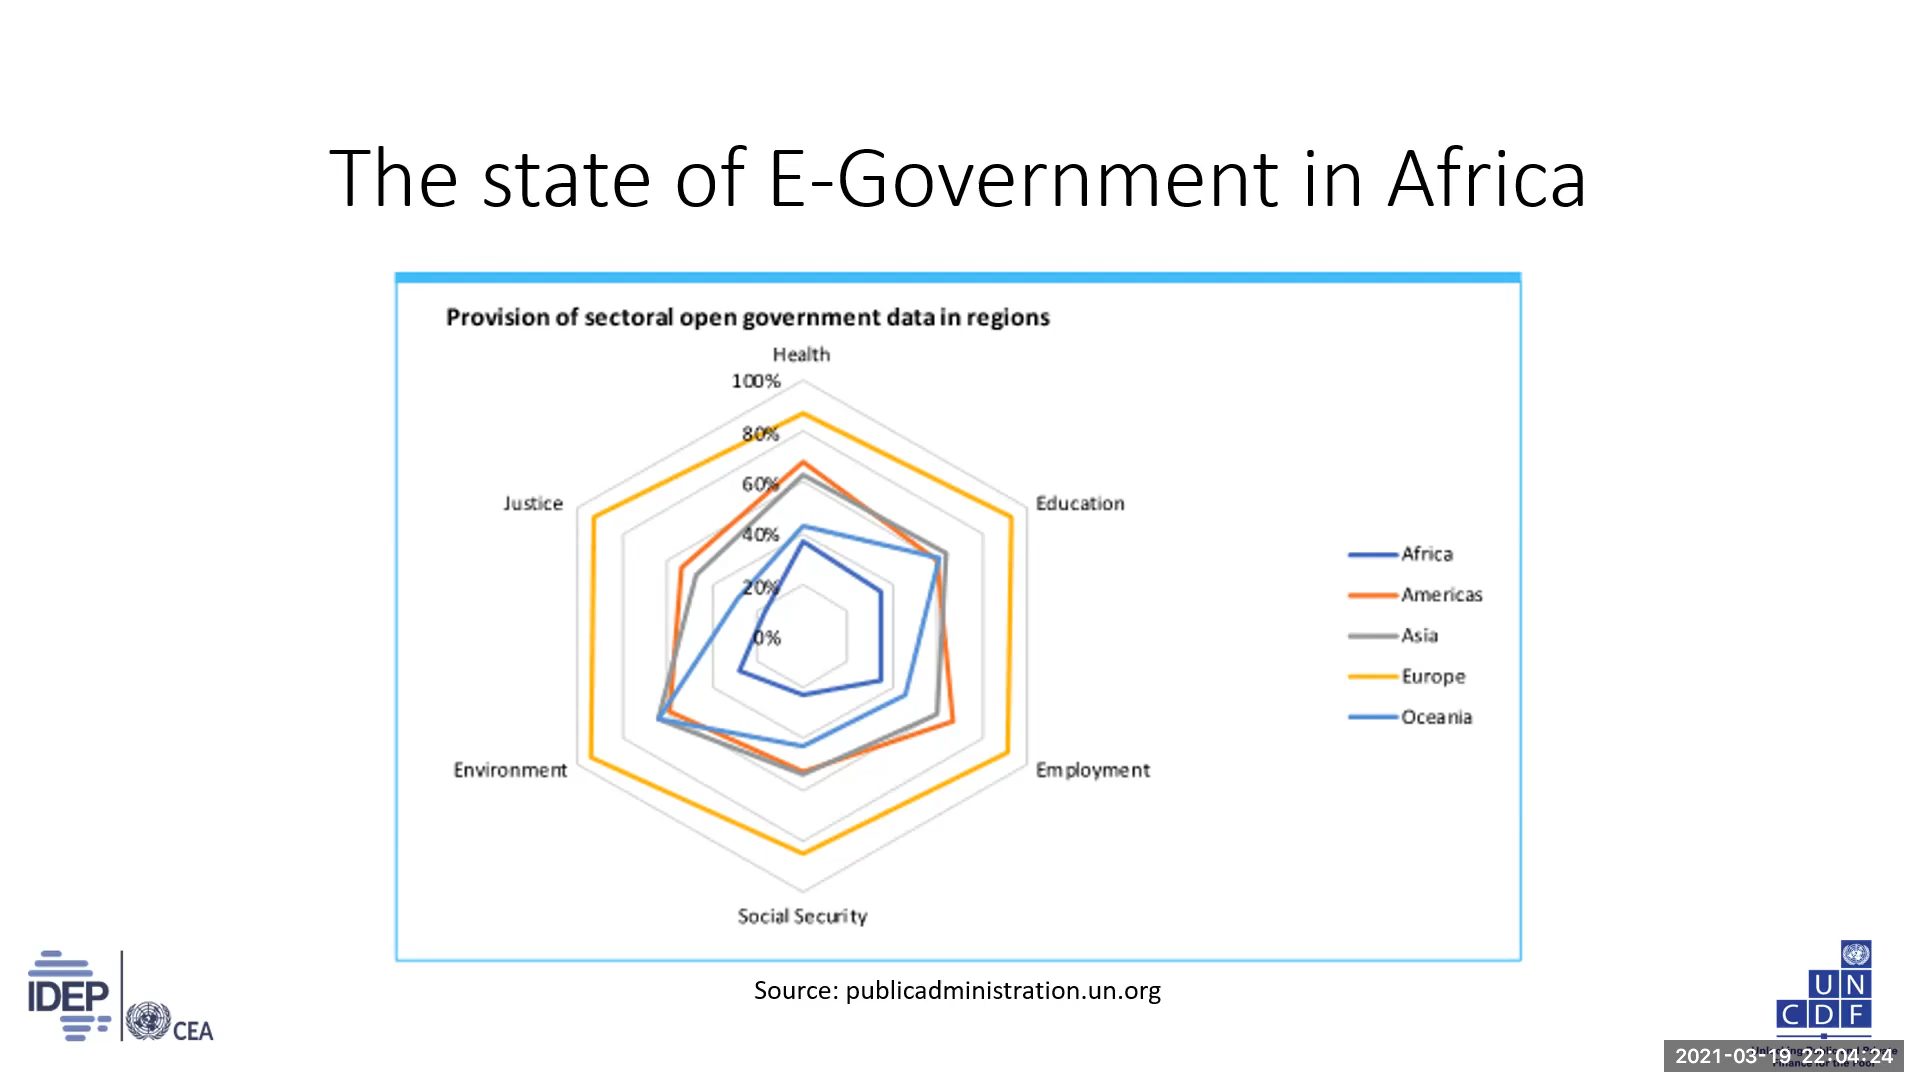 The state of E-Government in Africa
Provision of sectoral open government data in regions
Health
100%
80%
60%
40%
20%
0%
Justice
Education
Environment
Employment
Social Security
Africa
Americas
Asia
Europe
Oceania
Source: publicadministration.un.org
IDEP
CEA
UN
CDF
2021-03-19 22:04:24